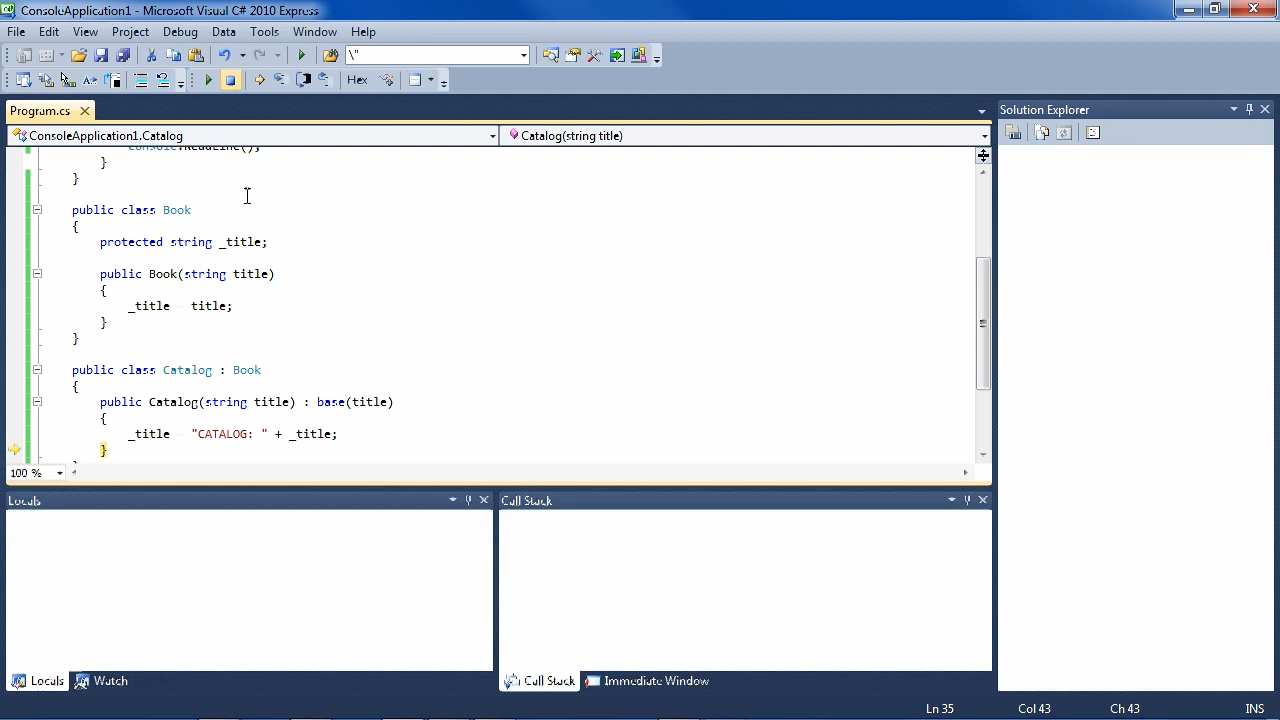 ConsoleApplication1 - Microsoft Visual C# 2010 Express
File Edit View Project Debug Data Tools Window Help
\"
Hex
Program.cs
Solution Explorer
ConsoleApplication1.Catalog
Catalog(string title)
Console.ReadLine();
}
}
public class Book
{
protected string _title;
public Book(string title)
{
_title title;
}
}
public class Catalog : Book
{
public Catalog(string title) : base(title)
{
_title "CATALOG: " + _title;
}
100 %
Locals
Call Stack
Locals Watch
Call Stack Immediate Window
Ln 35 Col 43 Ch 43 INS